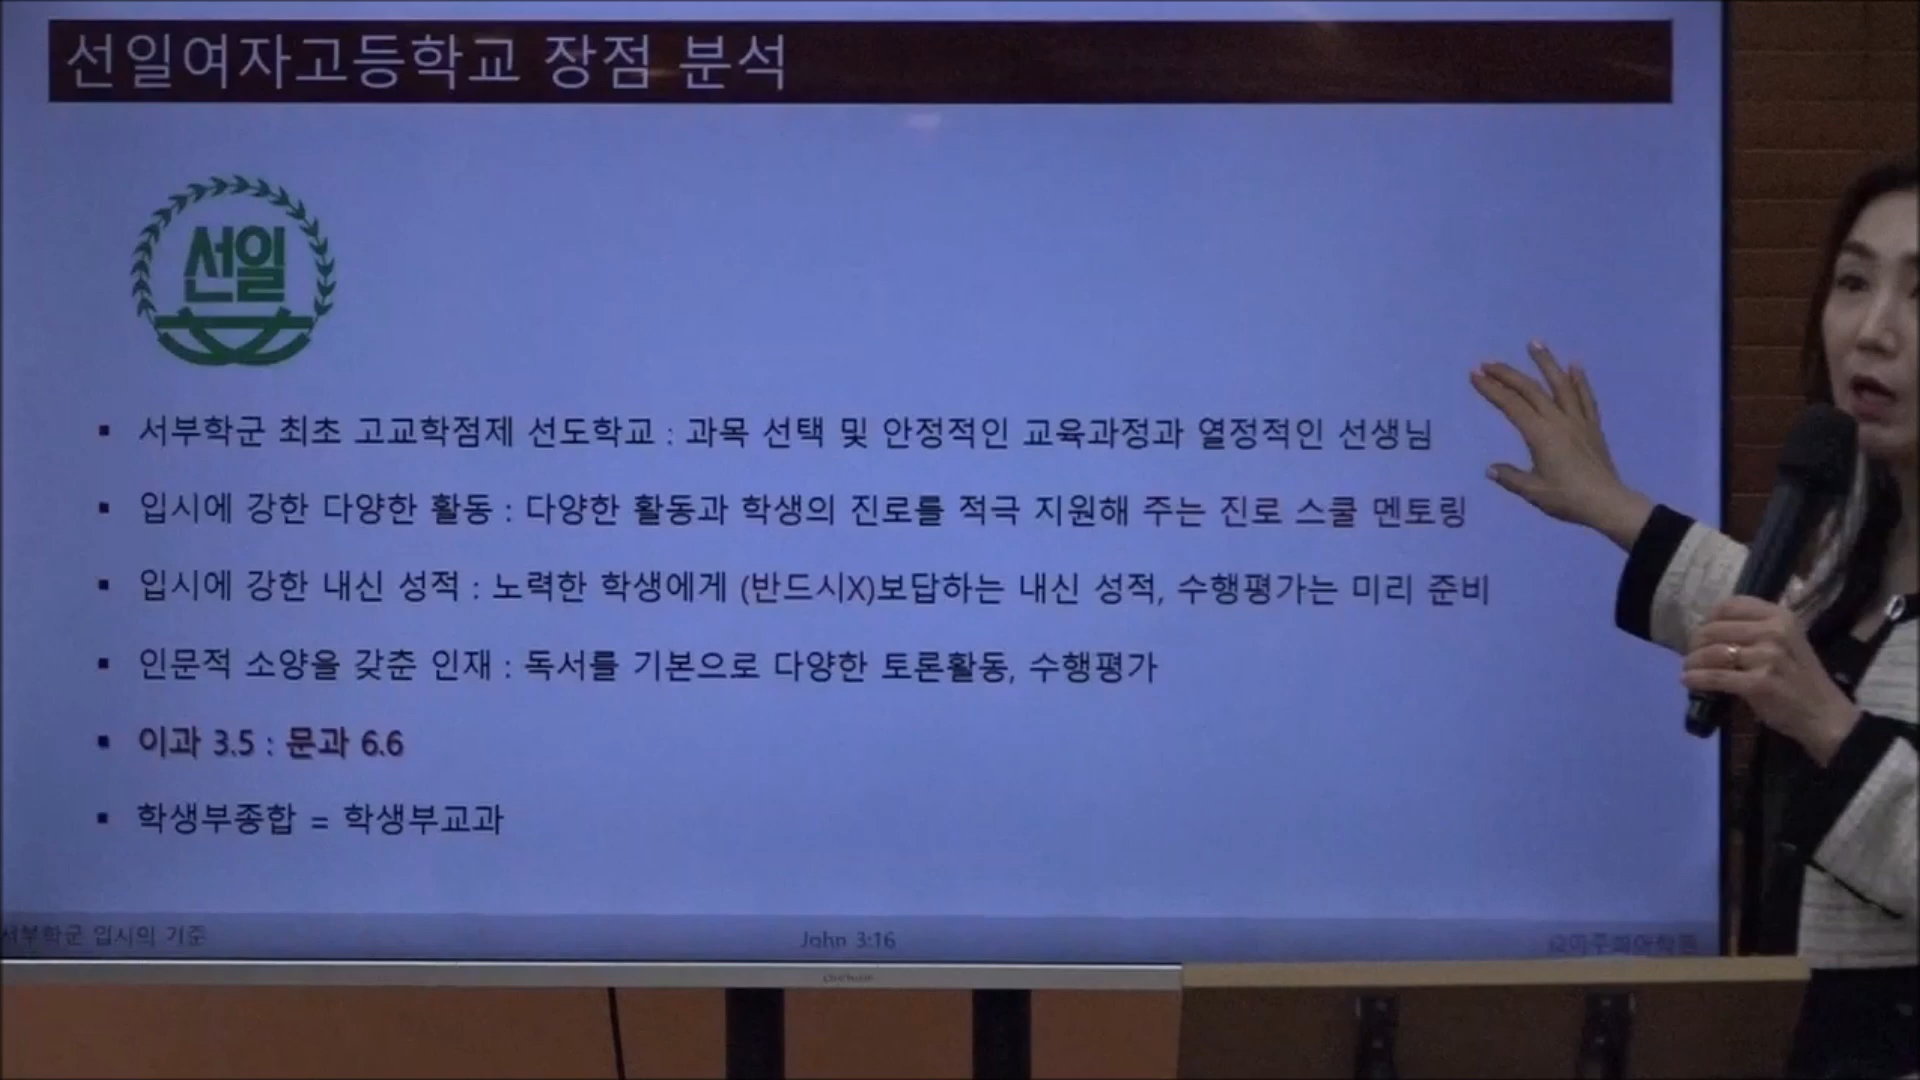 선일여자고등학교 장점 분석
선일
▪ 서부학군 최초 고교학점제 선도학교 : 과목 선택 및 안정적인 교육과정과 열정적인 선생님
▪ 입시에 강한 다양한 활동 : 다양한 활동과 학생의 진로를 적극 지원해 주는 진로 스쿨 멘토링
▪ 입시에 강한 내신 성적 : 노력한 학생에게 (반드시X)보답하는 내신 성적, 수행평가는 미리 준비
▪ 인문적 소양을 갖춘 인재 : 독서를 기본으로 다양한 토론활동, 수행평가
▪ 이과 3.5 : 문과 6.6
▪ 학생부종합 = 학생부교과
서부학군 입시의 기준
John 3:16